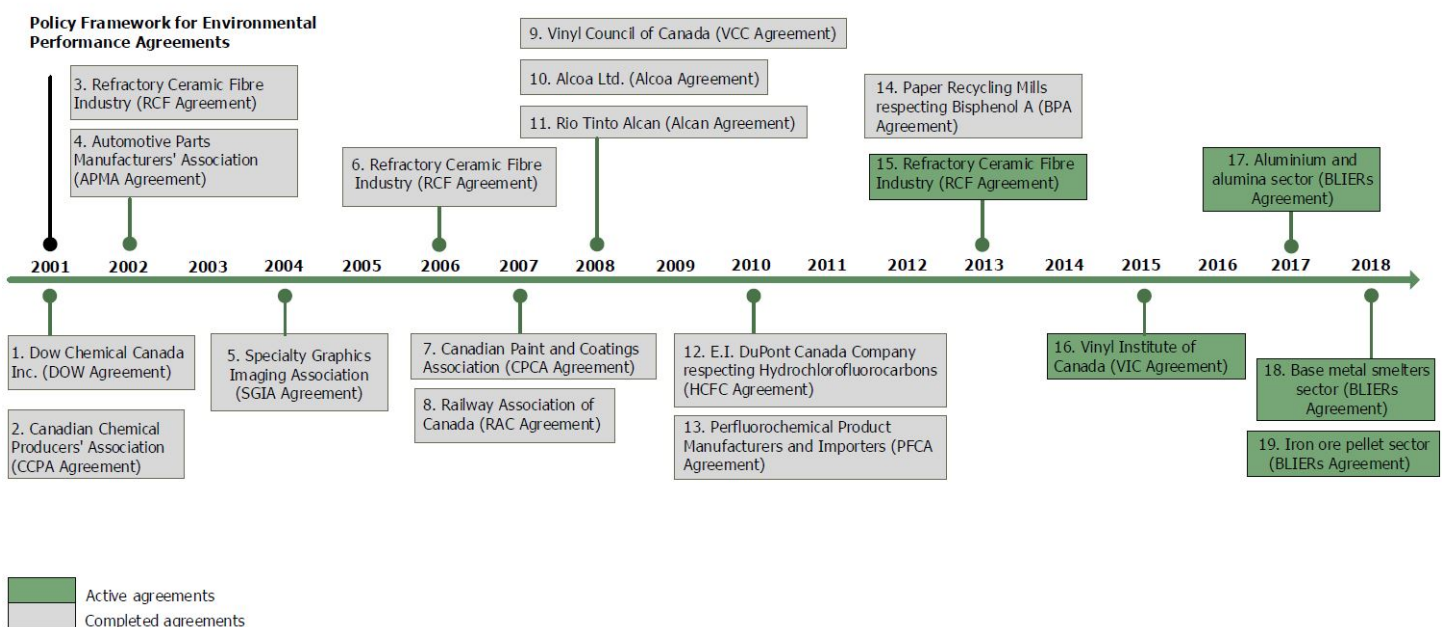 Policy Framework for Environmental
Performance Agreements
3. Refractory Ceramic Fibre
Industry (RCF Agreement)
4. Automotive Parts
Manufacturers' Association
(APMA Agreement)
6. Refractory Ceramic Fibre
Industry (RCF Agreement)
9. Vinyl Council of Canada (VCC Agreement)
10. Alcoa Ltd. (Alcoa Agreement)
11. Rio Tinto Alcan (Alcan Agreement)
14. Paper Recycling Mills
respecting Bisphenol A (BPA
Agreement)
15. Refractory Ceramic Fibre
Industry (RCF Agreement)
17. Aluminium and
alumina sector (BLIERs
Agreement)
2001 2002 2003 2004 2005 2006 2007 2008 2009 2010 2011 2012 2013 2014 2015 2016 2017 2018
1. Dow Chemical Canada
Inc. (DOW Agreement)
2. Canadian Chemical
Producers' Association
(CCPA Agreement)
5. Specialty Graphics
Imaging Association
(SGIA Agreement)
7. Canadian Paint and Coatings
Association (CPCA Agreement)
8. Railway Association of
Canada (RAC Agreement)
12. E.I. DuPont Canada Company
respecting Hydrochlorofluorocarbons
(HCFC Agreement)
13. Perfluorochemical Product
Manufacturers and Importers (PFCA
Agreement)
16. Vinyl Institute of
Canada (VIC Agreement)
18. Base metal smelters
sector (BLIERs
Agreement)
19. Iron ore pellet sector
(BLIERs Agreement)
Active agreements
Completed agreements